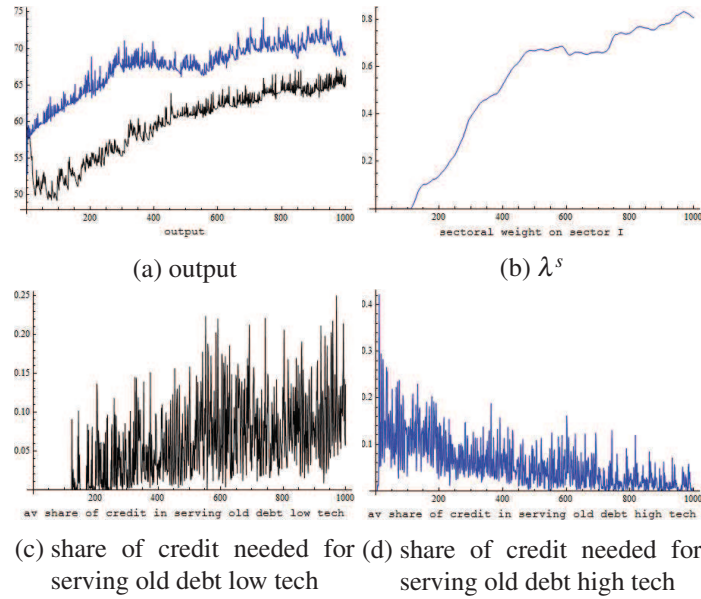 75
70
65
60
55
50
200 400 600 800 1000
output
(a) output
0.8
0.6
0.4
0.2
200 400 600 800 1000
sectoral weight on sector I
(b) λˢ
0.25
0.20
0.15
0.10
0.05
200 400 600 800 1000
av share of credit in serving old debt low tech
(c) share of credit needed for
serving old debt low tech
0.4
0.3
0.2
0.1
200 400 600 800 1000
av share of credit in serving old debt high tech
(d) share of credit needed for
serving old debt high tech